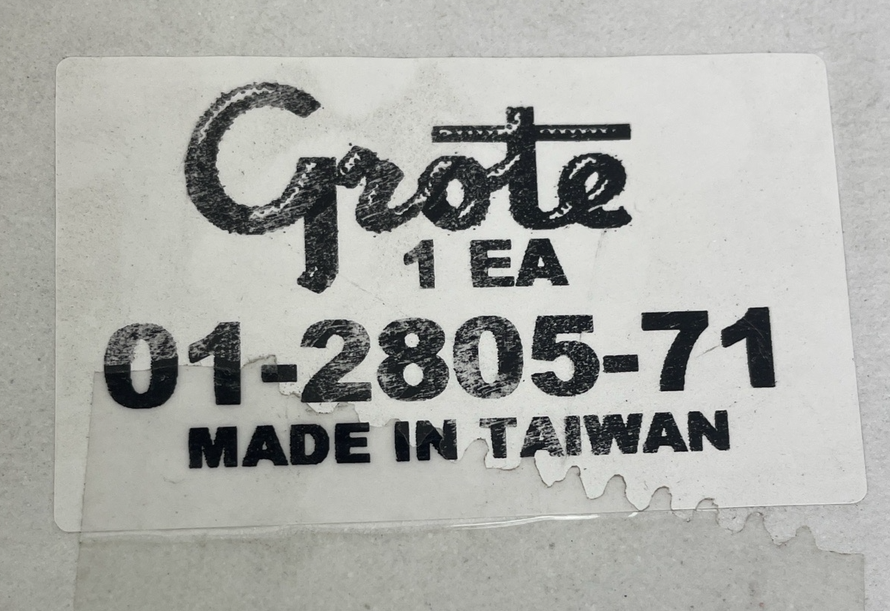 Grote
1 EA
01-2805-71
MADE IN TAIWAN